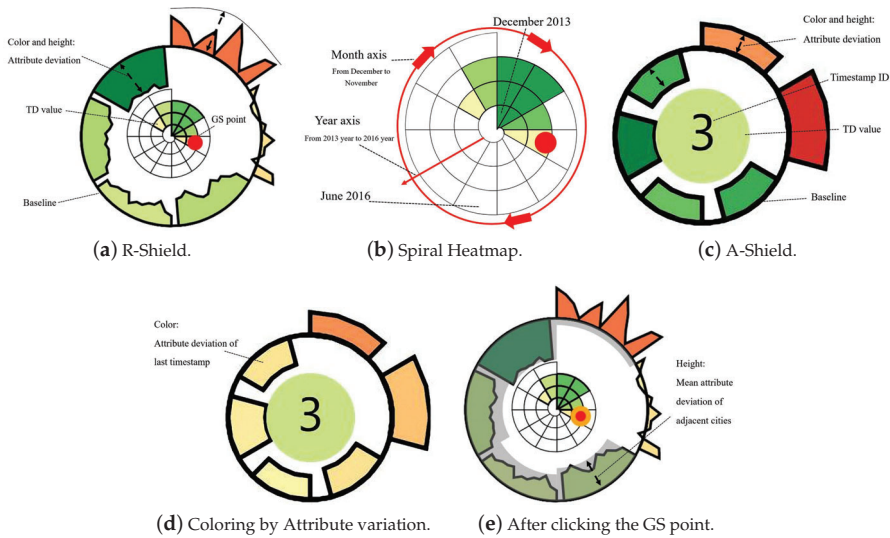 Color and height:
Attribute deviation
TD value
GS point
Baseline
(a) R-Shield.
December 2013
Month axis
From December to
November
Year axis
From 2013 year to 2016 year
June 2016
(b) Spiral Heatmap.
Color and height:
Attribute deviation
Timestamp ID
3
TD value
Baseline
(c) A-Shield.
Color:
Attribute deviation of
last timestamp
3
(d) Coloring by Attribute variation.
Height:
Mean attribute
deviation of
adjacent cities
(e) After clicking the GS point.